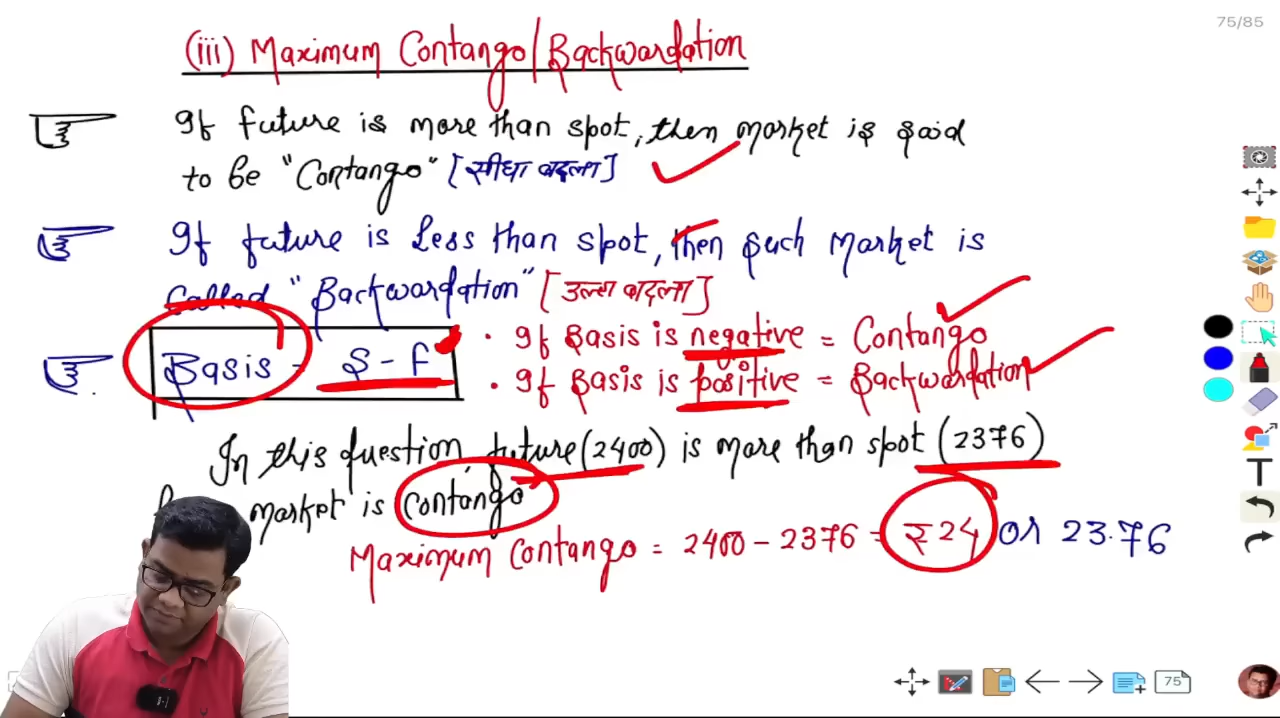 75/85
(iii) Maximum Contango/Backwardation
If future is more than spot, then market is said
to be "Contango" [सीधा बदला]
If future is less than spot, then such market is
called "Backwardation" [उल्टा बदला]
Basis = S - F
· If Basis is negative = Contango
· If Basis is positive = Backwardation
In this question, future (2400) is more than spot (2376)
market is contango
Maximum Contango = 2400 - 2376 = ₹24 or 23.76
T
75